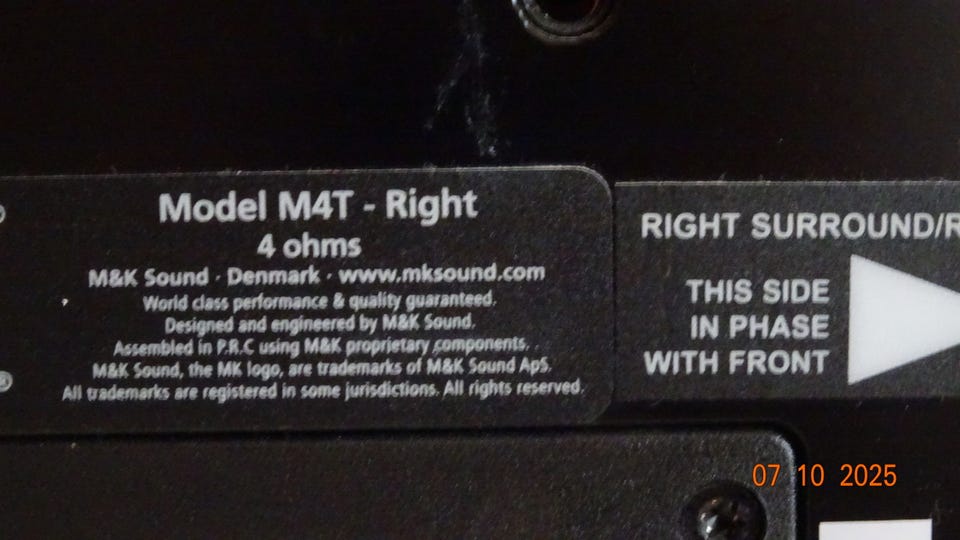 Model M4T - Right
4 ohms
M&K Sound · Denmark · www.mksound.com
World class performance & quality guaranteed.
Designed and engineered by M&K Sound.
Assembled in P.R.C using M&K proprietary components.
M&K Sound, the MK logo, are trademarks of M&K Sound ApS.
All trademarks are registered in some jurisdictions. All rights reserved.
®
RIGHT SURROUND/R
THIS SIDE
IN PHASE
WITH FRONT
07 10 2025